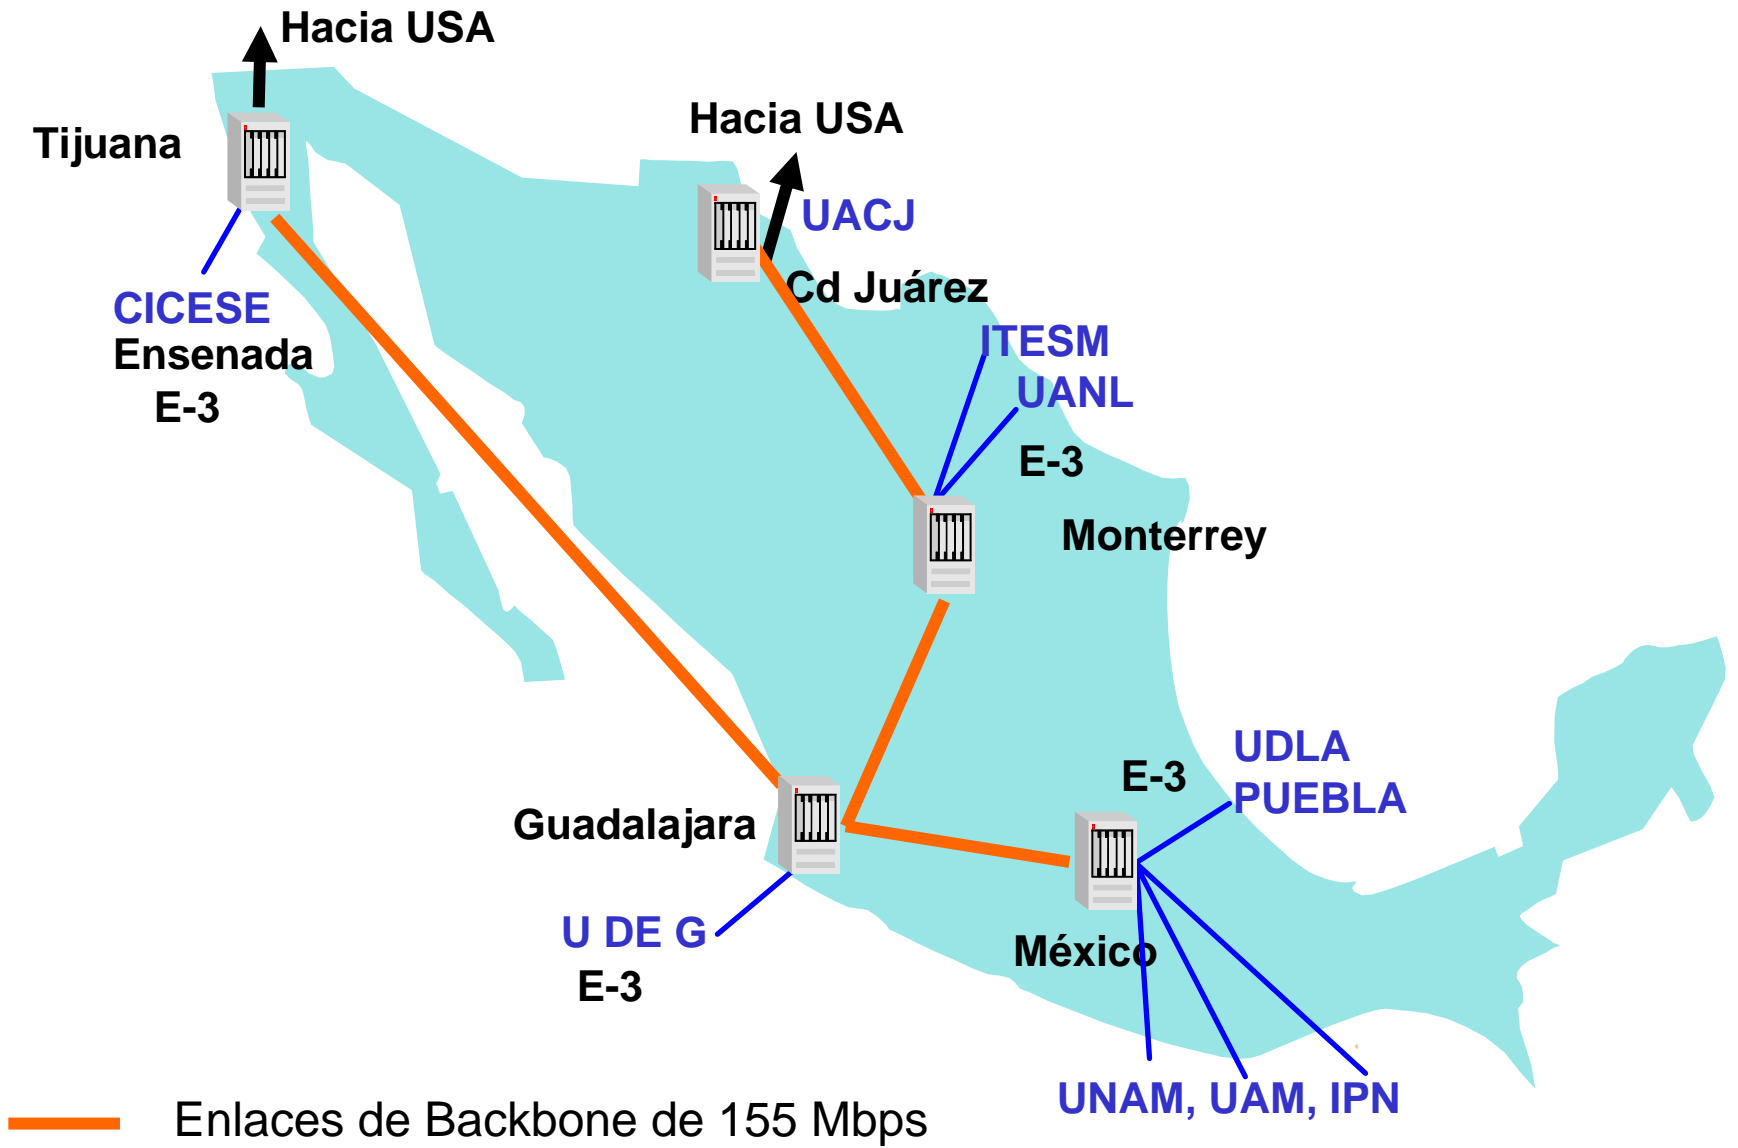 Hacia USA
Tijuana
Hacia USA
UACJ
Cd Juárez
CICESE
Ensenada
E-3
ITESM
UANL
E-3
Monterrey
UDLA
PUEBLA
E-3
Guadalajara
U DE G
E-3
México
UNAM, UAM, IPN
Enlaces de Backbone de 155 Mbps